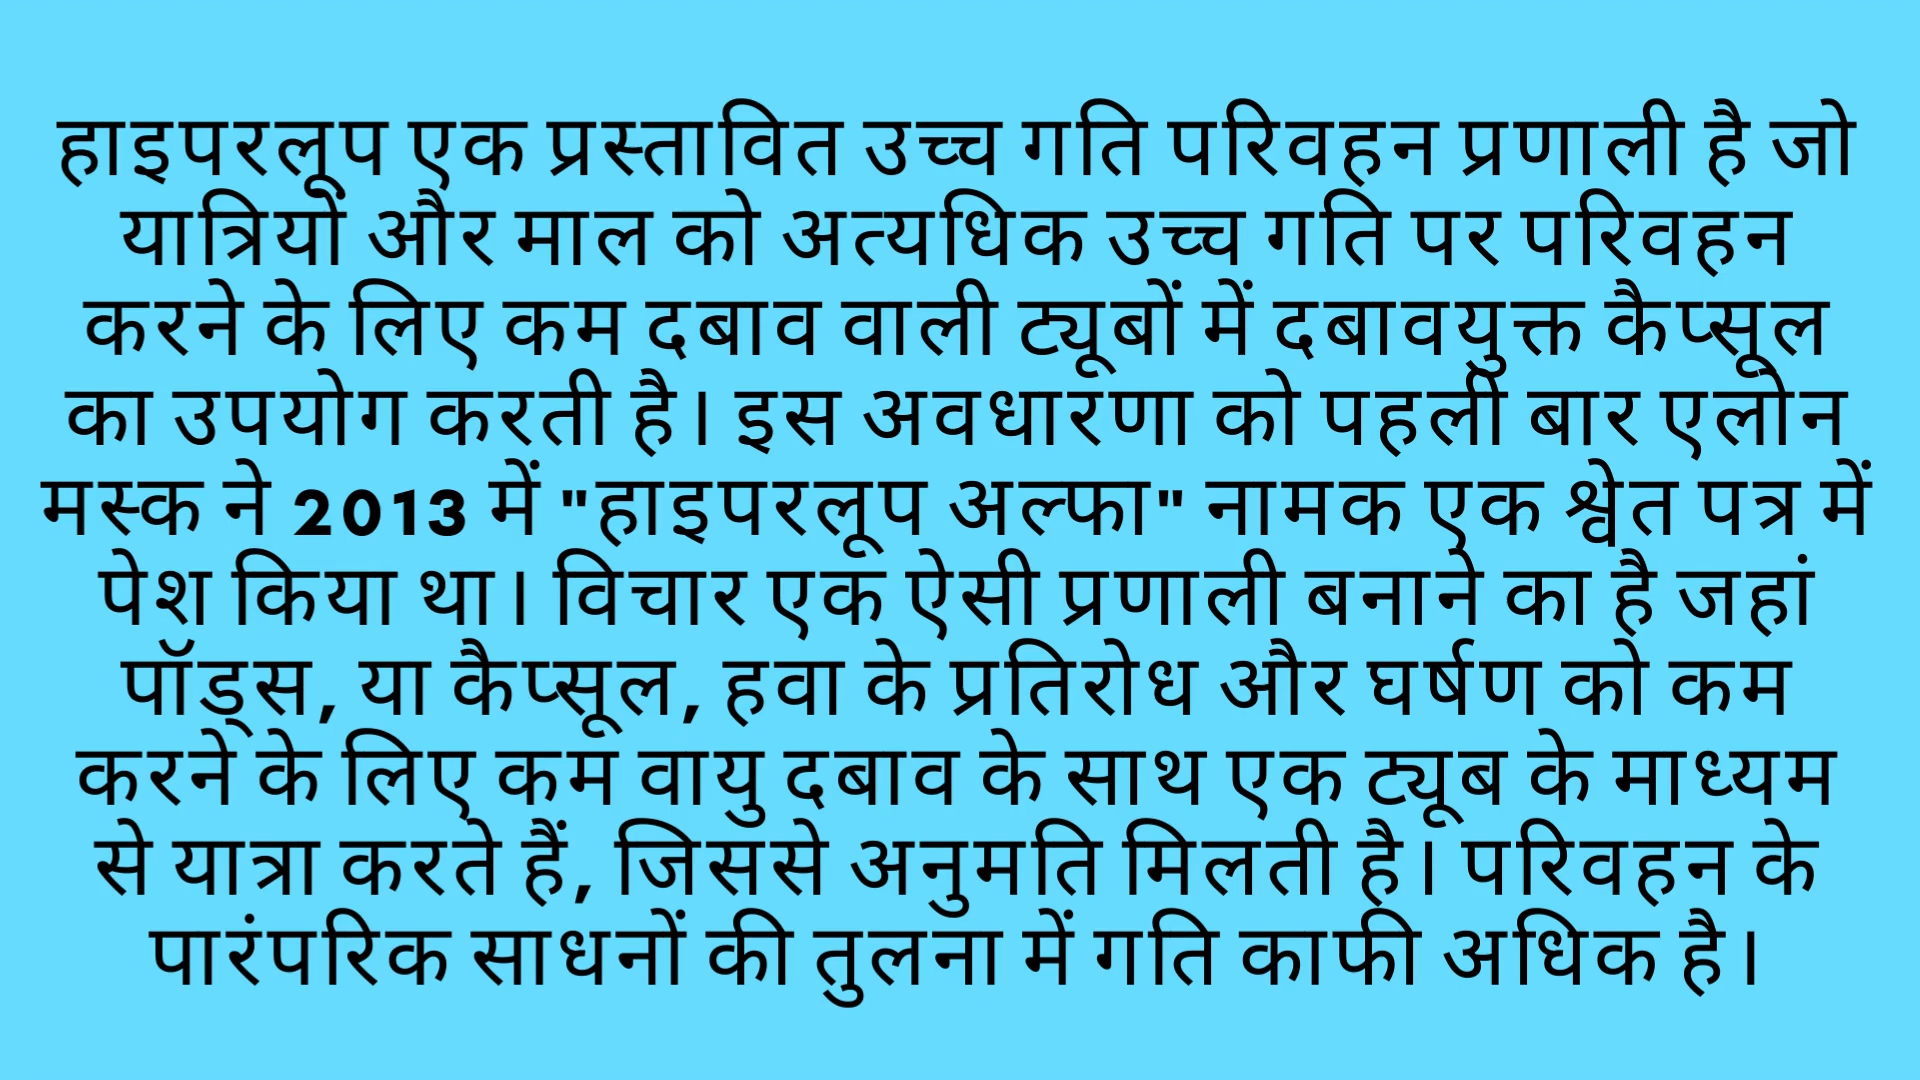 हाइपरलूप एक प्रस्तावित उच्च गति परिवहन प्रणाली है जो
यात्रियों और माल को अत्यधिक उच्च गति पर परिवहन
करने के लिए कम दबाव वाली ट्यूबों में दबावयुक्त कैप्सूल
का उपयोग करती है। इस अवधारणा को पहली बार एलोन
मस्क ने 2013 में "हाइपरलूप अल्फा" नामक एक श्वेत पत्र में
पेश किया था। विचार एक ऐसी प्रणाली बनाने का है जहां
पॉड्स, या कैप्सूल, हवा के प्रतिरोध और घर्षण को कम
करने के लिए कम वायु दबाव के साथ एक ट्यूब के माध्यम
से यात्रा करते हैं, जिससे अनुमति मिलती है। परिवहन के
पारंपरिक साधनों की तुलना में गति काफी अधिक है।